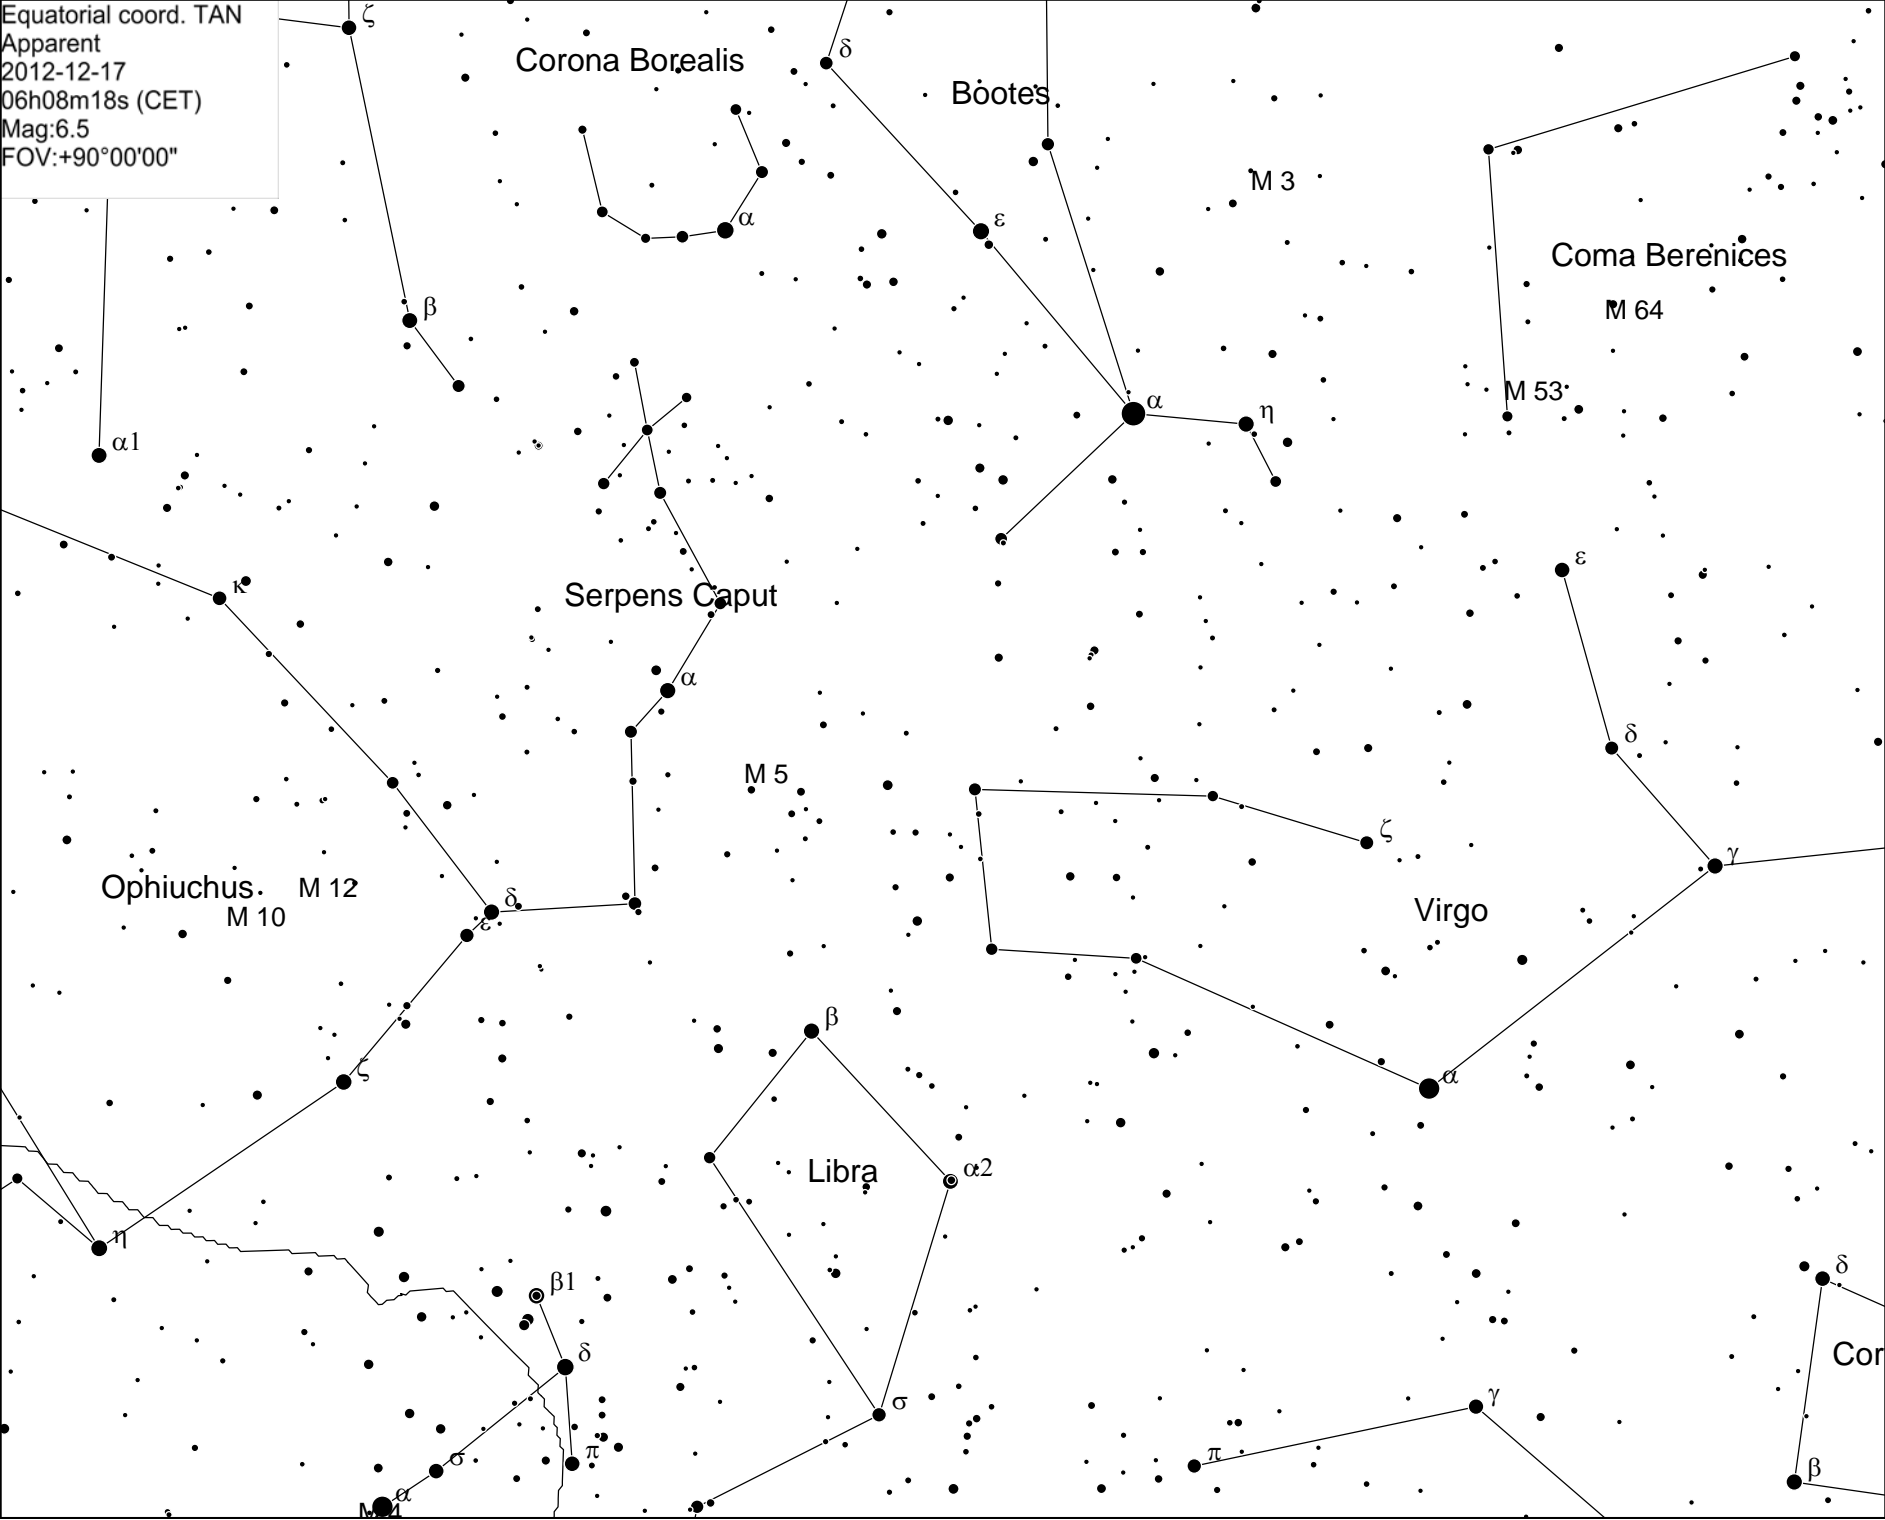 Equatorial coord. TAN
Apparent
2012-12-17
06h08m18s (CET)
Mag:6.5
FOV:+90°00'00"
ζ
δ
Corona Borealis
Bootes
M 3
α
ε
Coma Berenices
β
M 64
M 53
α
η
α1
ε
κ
Serpens Caput
α
δ
M 5
ζ
γ
Ophiuchus
M 12
M 10
δ
ε
Virgo
β
ζ
α
Libra
α2
η
δ
β1
Cor
δ
γ
σ
π
π
σ
β
α
M 4